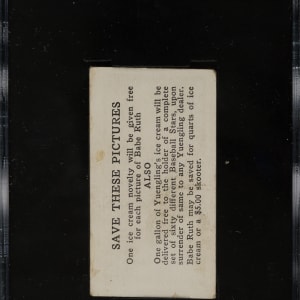 SAVE THESE PICTURES
One ice cream novelty will be given free
for each picture of Babe Ruth
ALSO
One gallon of Yuengling's ice cream will be
delivered free to the holder of a complete
set of sixty different Baseball Stars, upon
surrender of same to any Yuengling dealer.
Babe Ruth may be saved for quarts of ice
cream or a $5.00 skooter.